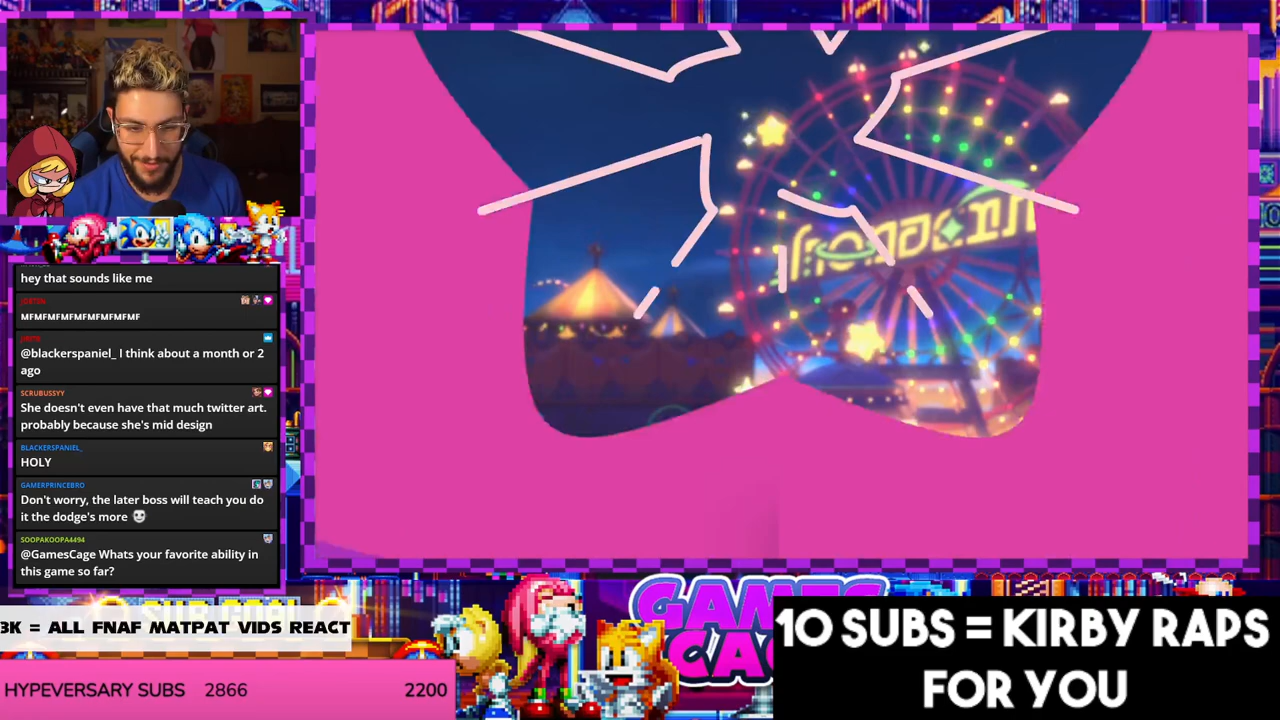 hey that sounds like me
MFMFMFMFMFMFMFMFMF
@blackerspaniel_ I think about a month or 2
ago
SCRUBUSSYY
She doesn't even have that much twitter art.
probably because she's mid design
BLACKERSPANIEL_
HOLY
GAMERPRINCEBRO
Don't worry, the later boss will teach you do
it the dodge's more
SOOPAKOOPA4494
@GamesCage Whats your favorite ability in
this game so far?
3K = ALL FNAF MATPAT VIDS REACT
HYPEVERSARY SUBS 2866 2200
GAMES
CA
10 SUBS = KIRBY RAPS
FOR YOU